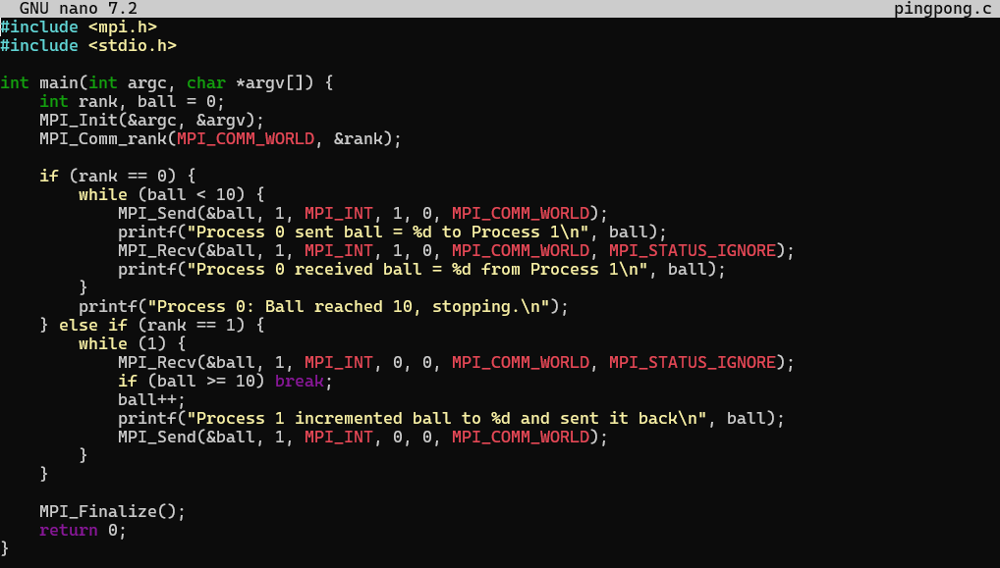 GNU nano 7.2 pingpong.c
#include <mpi.h>
#include <stdio.h>

int main(int argc, char *argv[]) {
    int rank, ball = 0;
    MPI_Init(&argc, &argv);
    MPI_Comm_rank(MPI_COMM_WORLD, &rank);

    if (rank == 0) {
        while (ball < 10) {
            MPI_Send(&ball, 1, MPI_INT, 1, 0, MPI_COMM_WORLD);
            printf("Process 0 sent ball = %d to Process 1\n", ball);
            MPI_Recv(&ball, 1, MPI_INT, 1, 0, MPI_COMM_WORLD, MPI_STATUS_IGNORE);
            printf("Process 0 received ball = %d from Process 1\n", ball);
        }
        printf("Process 0: Ball reached 10, stopping.\n");
    } else if (rank == 1) {
        while (1) {
            MPI_Recv(&ball, 1, MPI_INT, 0, 0, MPI_COMM_WORLD, MPI_STATUS_IGNORE);
            if (ball >= 10) break;
            ball++;
            printf("Process 1 incremented ball to %d and sent it back\n", ball);
            MPI_Send(&ball, 1, MPI_INT, 0, 0, MPI_COMM_WORLD);
        }
    }

    MPI_Finalize();
    return 0;
}